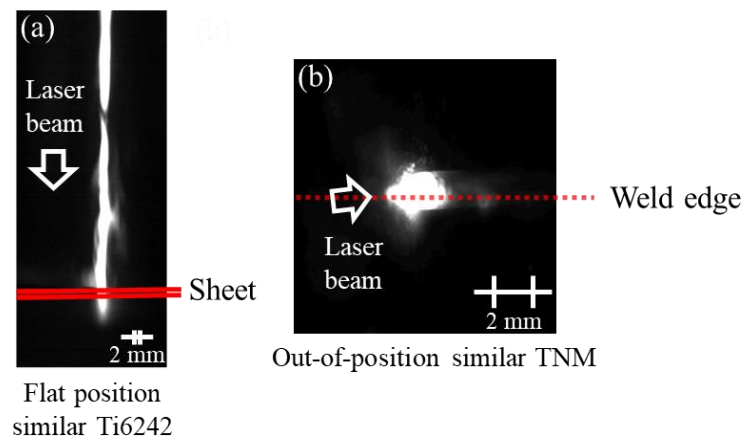 (a)
Laser
beam
Sheet
2 mm
Flat position
similar Ti6242
(b)
Weld edge
Laser
beam
2 mm
Out-of-position similar TNM